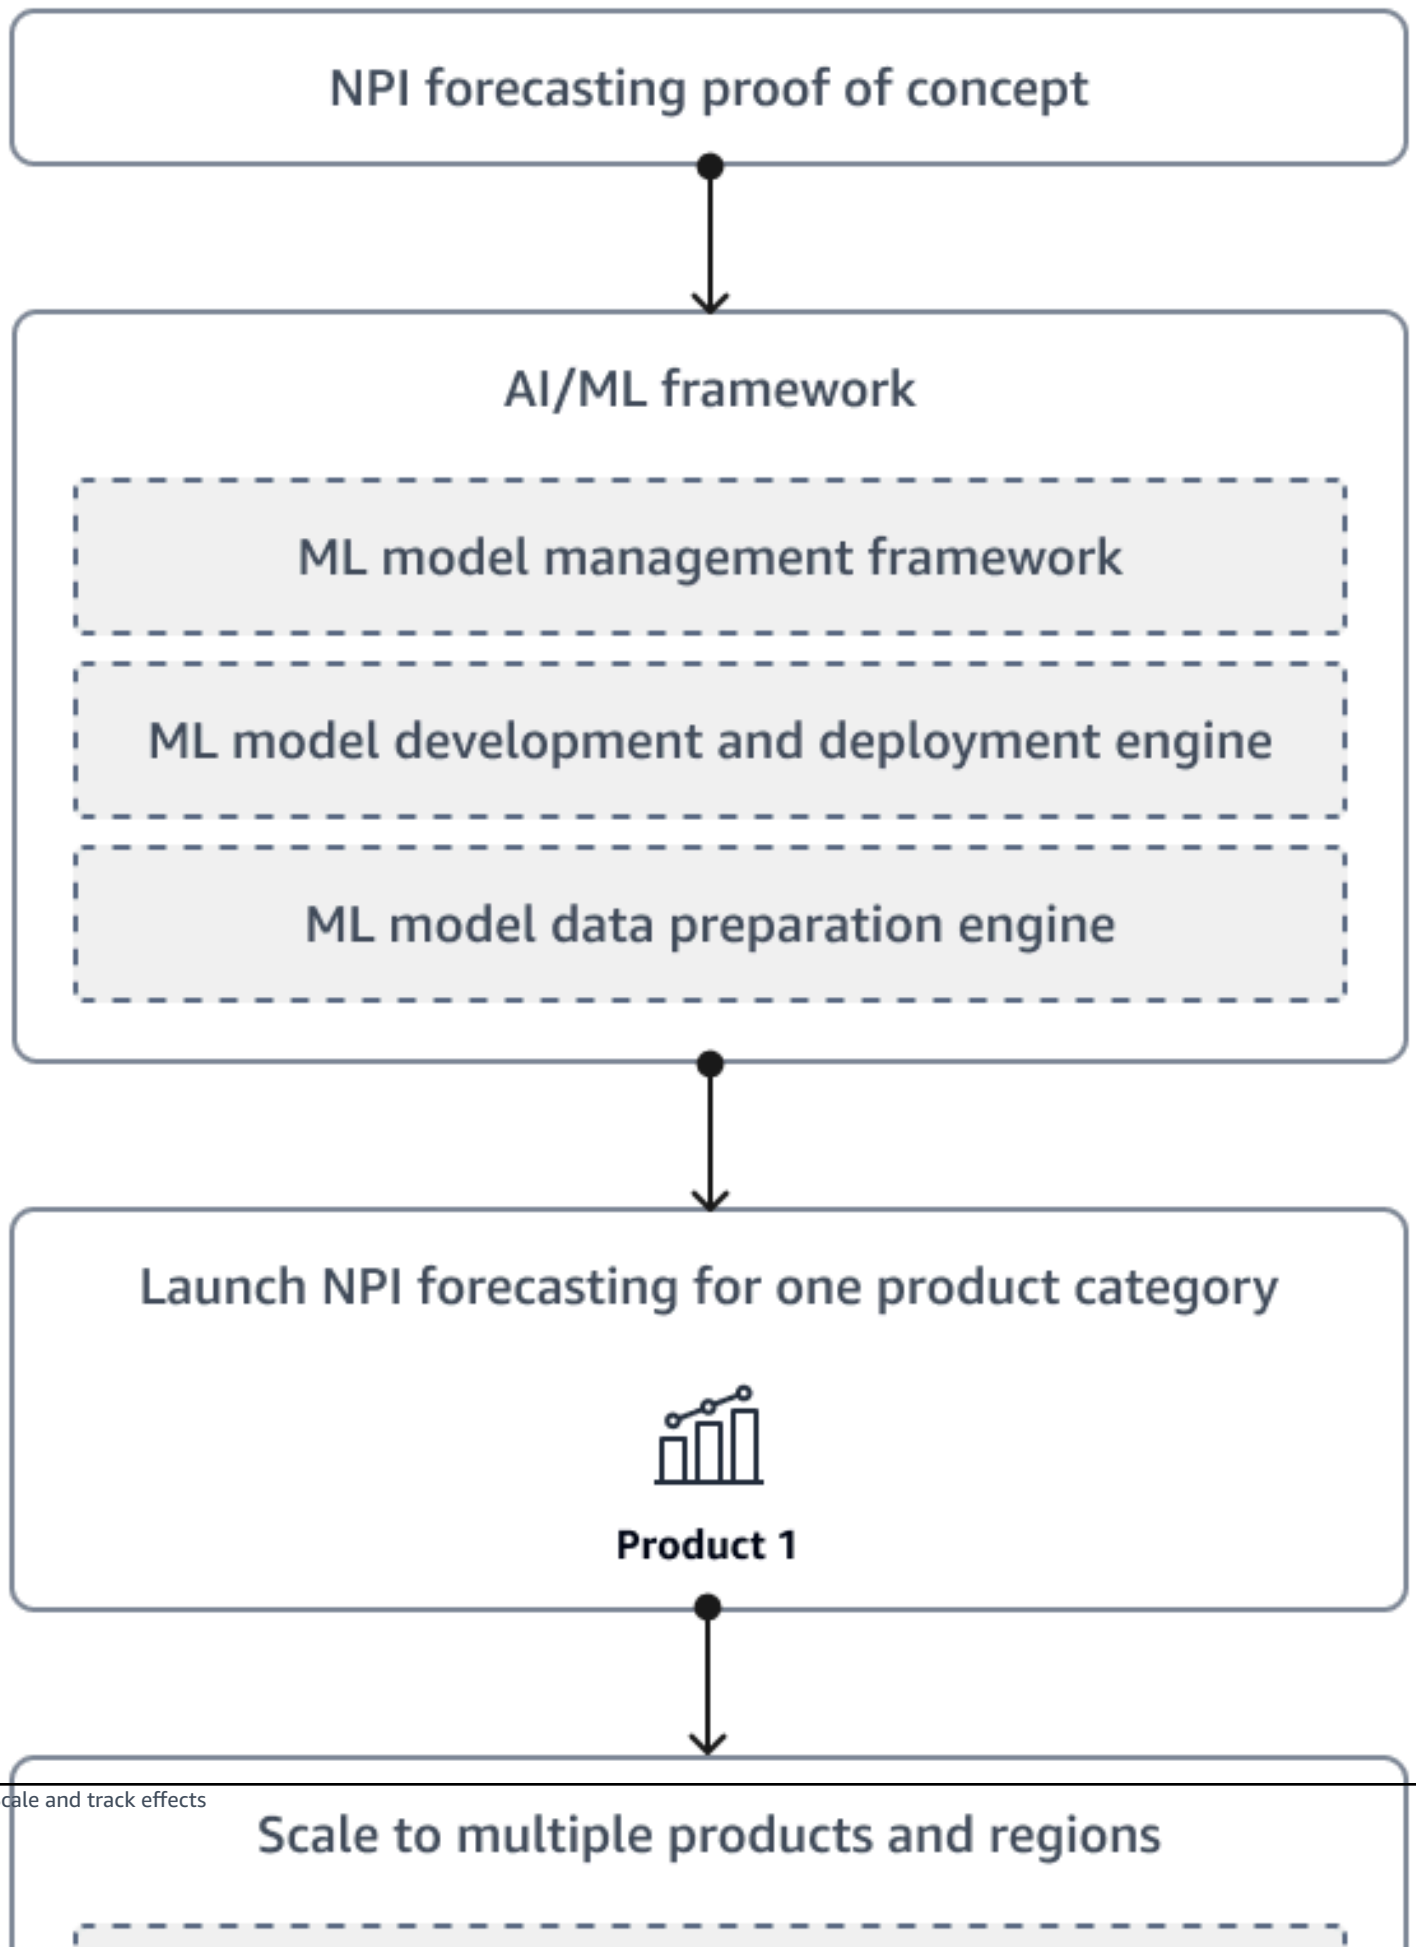 NPI forecasting proof of concept
AI/ML framework
ML model management framework
ML model development and deployment engine
ML model data preparation engine
Launch NPI forecasting for one product category
Product 1
cale and track effects
Scale to multiple products and regions